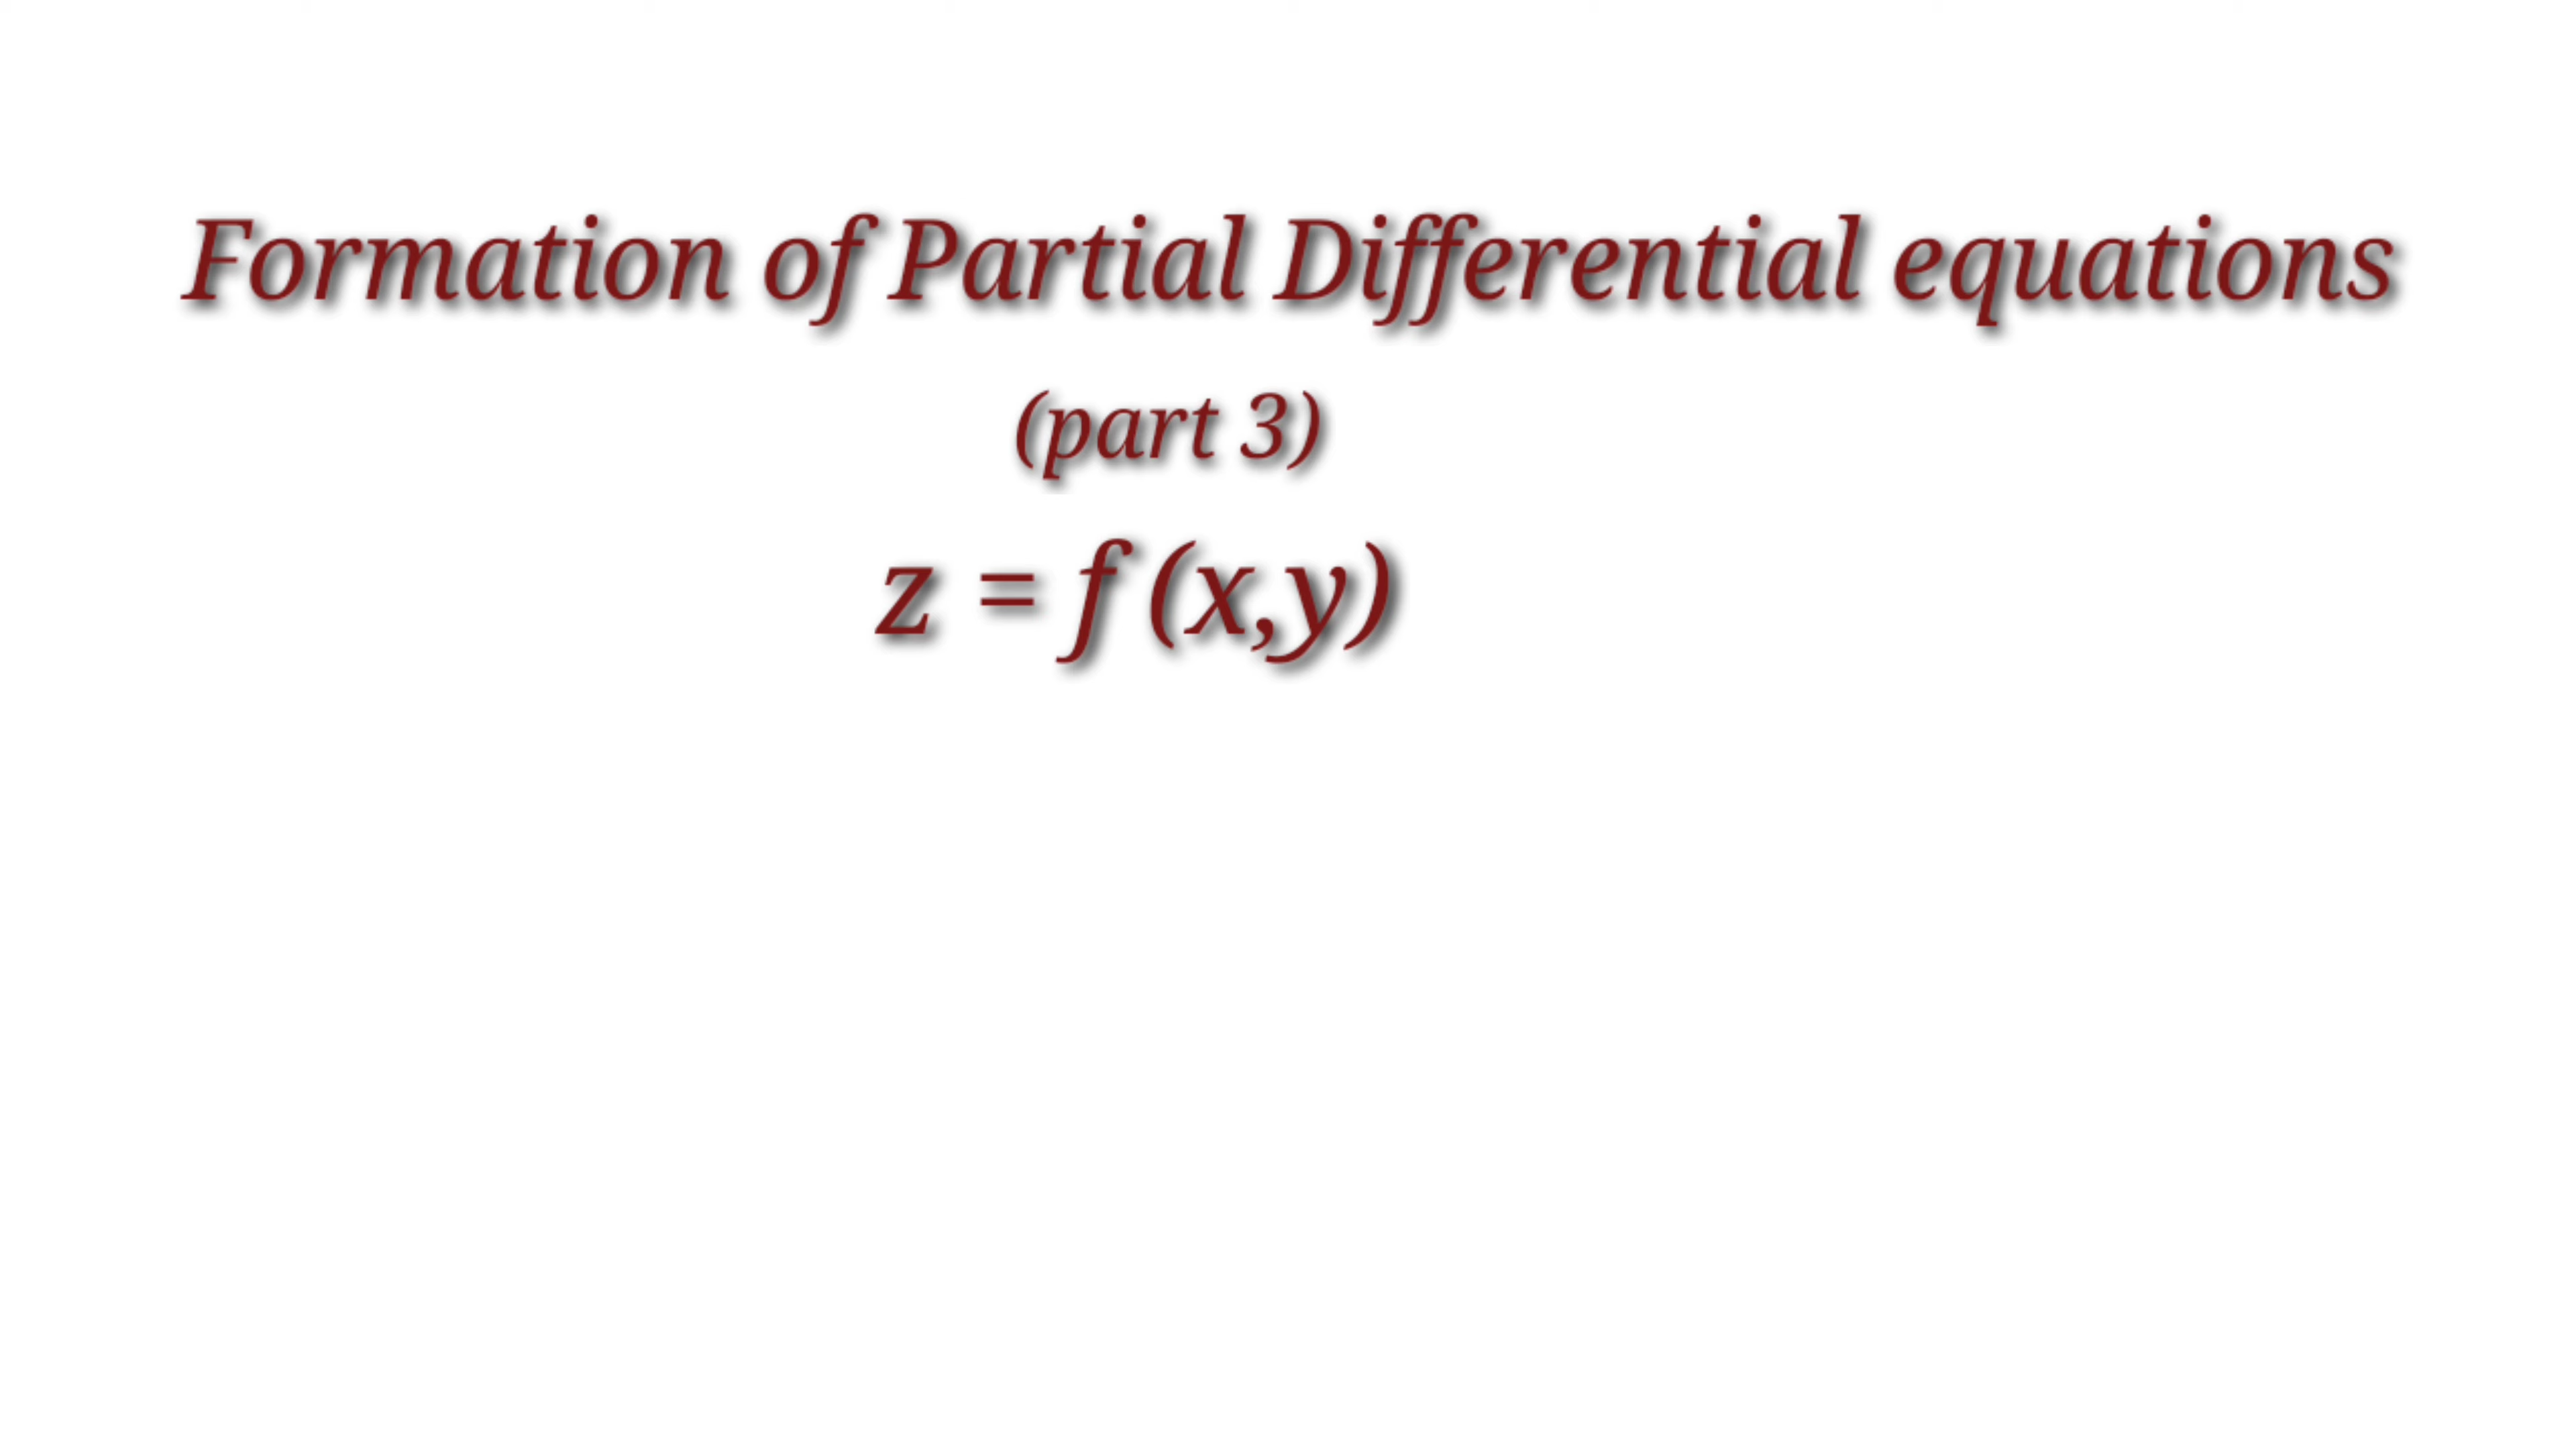 Formation of Partial Differential equations
(part 3)
z = f (x,y)